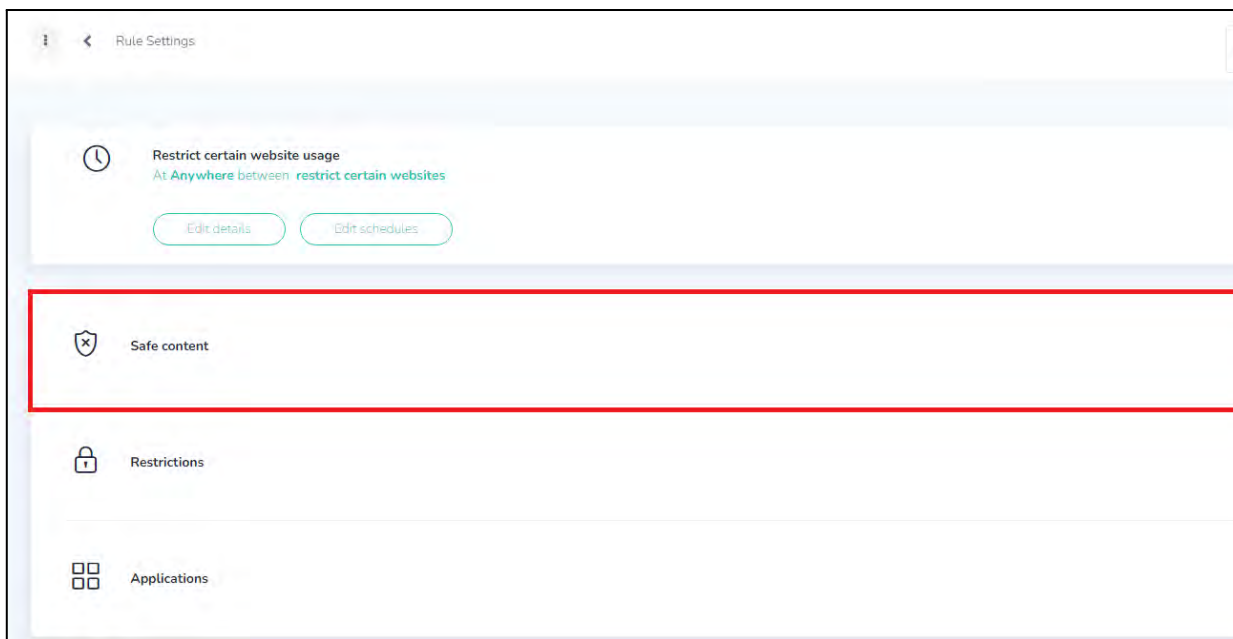 Rule Settings
Restrict certain website usage
At Anywhere between restrict certain websites
Edit details Edit schedules
Safe content
Restrictions
Applications